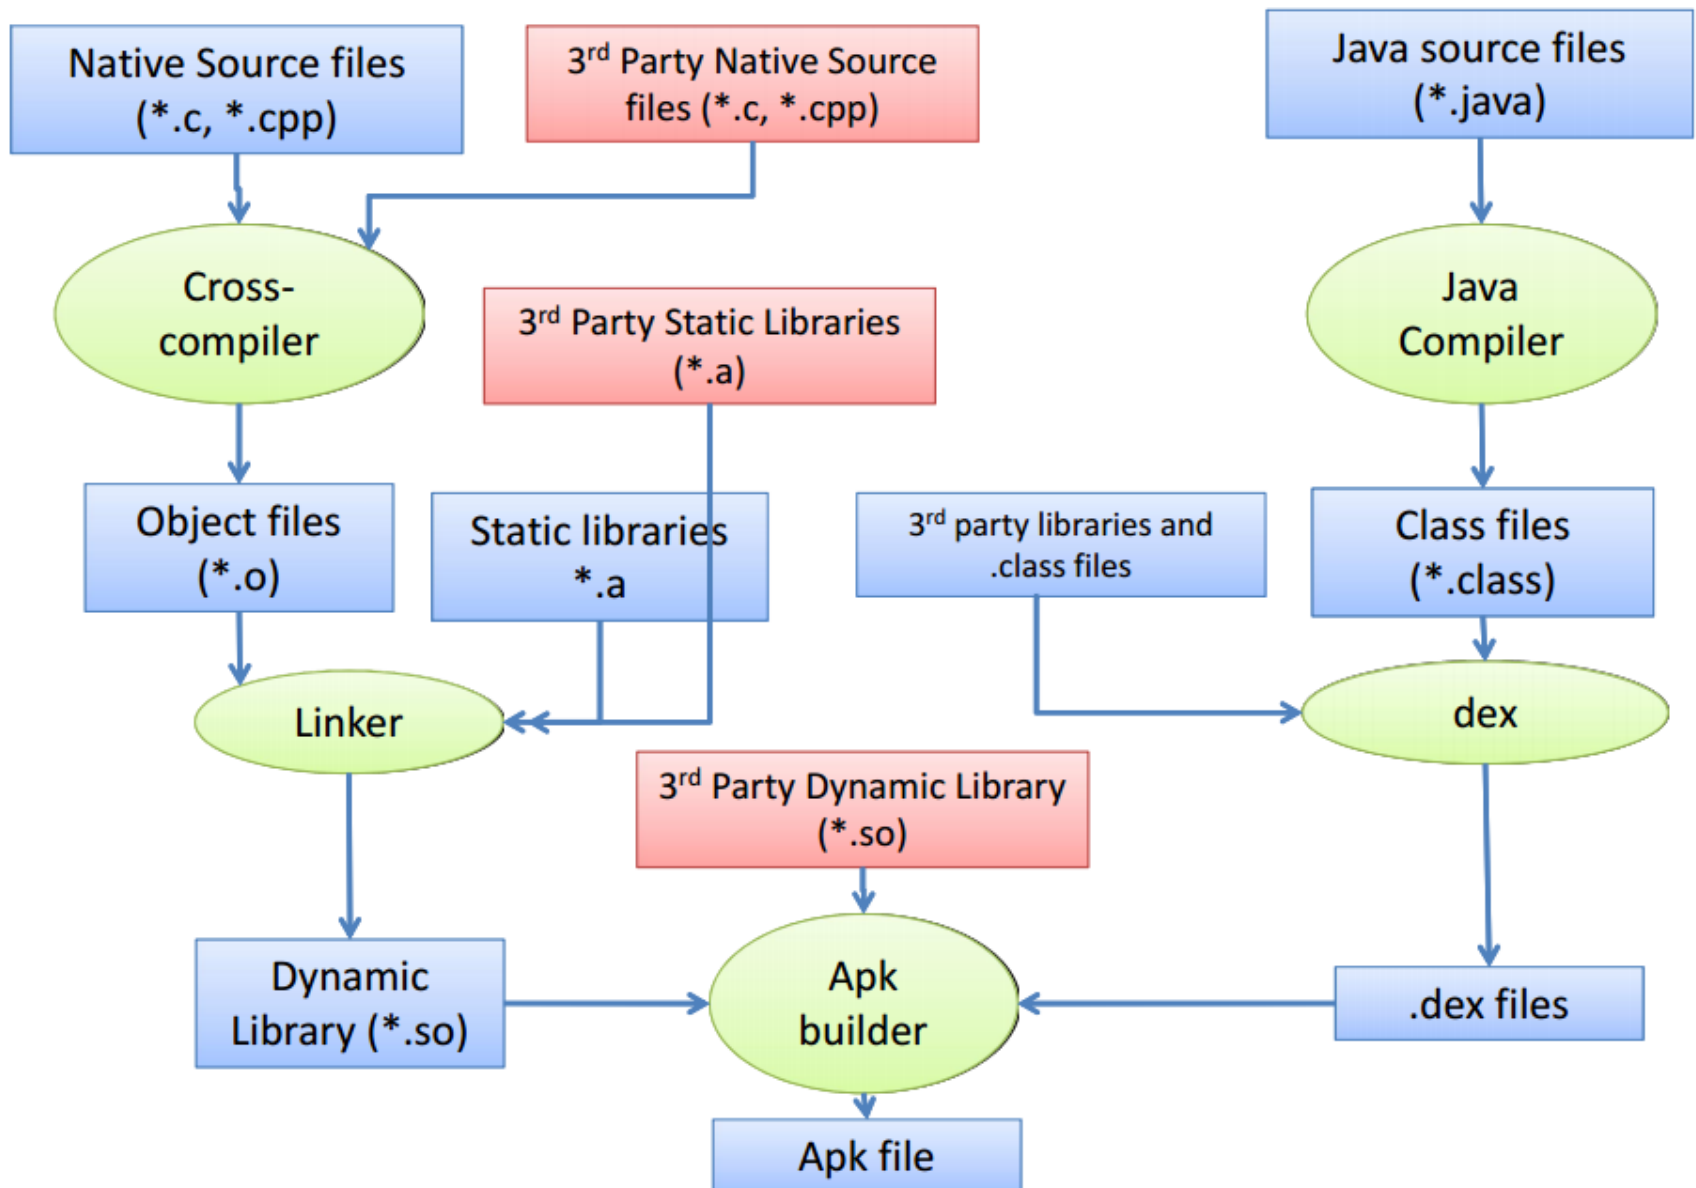 Native Source files
(*.c, *.cpp)
3rd Party Native Source
files (*.c, *.cpp)
Java source files
(*.java)
Cross-
compiler
3rd Party Static Libraries
(*.a)
Java
Compiler
Object files
(*.o)
Static libraries
*.a
3rd party libraries and
.class files
Class files
(*.class)
Linker
dex
3rd Party Dynamic Library
(*.so)
Dynamic
Library (*.so)
Apk
builder
.dex files
Apk file